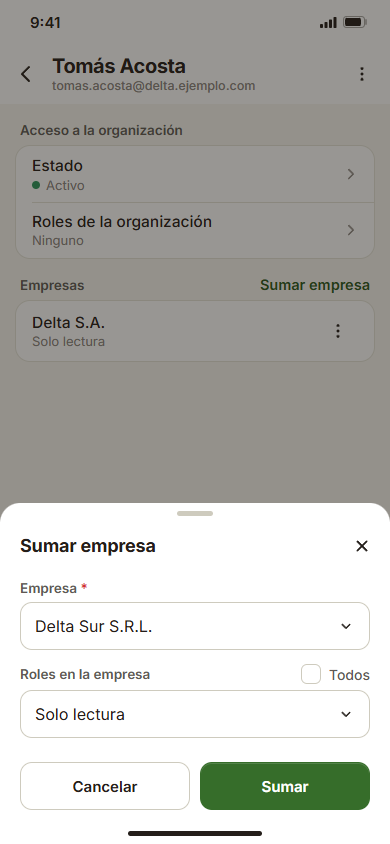 9:41
Tomás Acosta
tomas.acosta@delta.ejemplo.com
Acceso a la organización
Estado
Activo
Roles de la organización
Ninguno
Empresas
Sumar empresa
Delta S.A.
Solo lectura
Sumar empresa
Empresa *
Delta Sur S.R.L.
Roles en la empresa
Todos
Solo lectura
Cancelar
Sumar